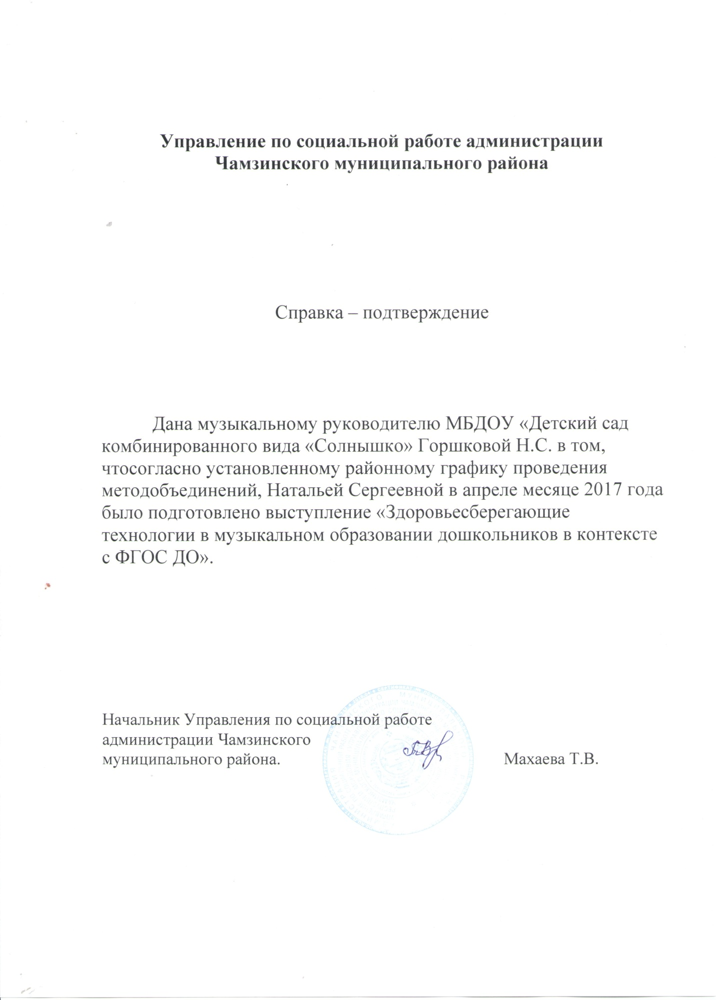 Управление по социальной работе администрации
Чамзинского муниципального района
Справка – подтверждение
Дана музыкальному руководителю МБДОУ «Детский сад
комбинированного вида «Солнышко» Горшковой Н.С. в том,
чтосогласно установленному районному графику проведения
методобъединений, Натальей Сергеевной в апреле месяце 2017 года
было подготовлено выступление «Здоровьесберегающие
технологии в музыкальном образовании дошкольников в контексте
с ФГОС ДО».
Начальник Управления по социальной работе
администрации Чамзинского
муниципального района.
Махаева Т.В.